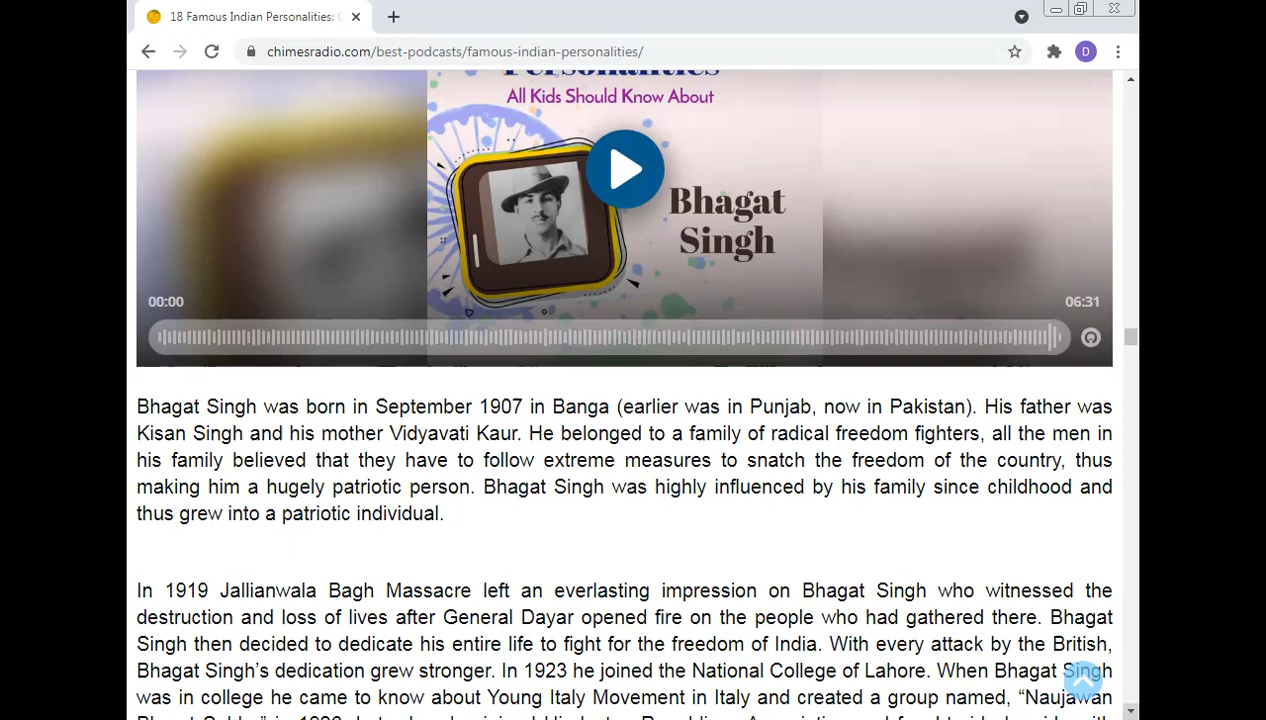 18 Famous Indian Personalities:
chimesradio.com/best-podcasts/famous-indian-personalities/
D
Personalities
All Kids Should Know About
Bhagat
Singh
00:00
06:31
Bhagat Singh was born in September 1907 in Banga (earlier was in Punjab, now in Pakistan). His father was
Kisan Singh and his mother Vidyavati Kaur. He belonged to a family of radical freedom fighters, all the men in
his family believed that they have to follow extreme measures to snatch the freedom of the country, thus
making him a hugely patriotic person. Bhagat Singh was highly influenced by his family since childhood and
thus grew into a patriotic individual.
In 1919 Jallianwala Bagh Massacre left an everlasting impression on Bhagat Singh who witnessed the
destruction and loss of lives after General Dayar opened fire on the people who had gathered there. Bhagat
Singh then decided to dedicate his entire life to fight for the freedom of India. With every attack by the British,
Bhagat Singh’s dedication grew stronger. In 1923 he joined the National College of Lahore. When Bhagat Singh
was in college he came to know about Young Italy Movement in Italy and created a group named, “Naujawan